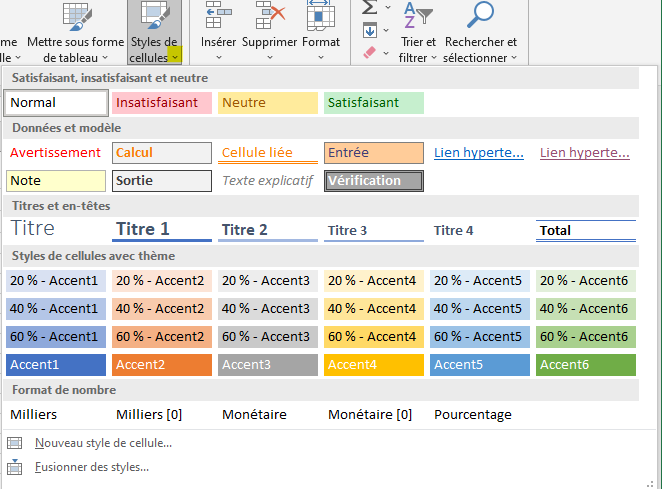 me Mettre sous forme Styles de Insérer Supprimer Format Trier et Rechercher et
lle de tableau cellules filtrer sélectionner
Satisfaisant, insatisfaisant et neutre
Normal Insatisfaisant Neutre Satisfaisant
Données et modèle
Avertissement Calcul Cellule liée Entrée Lien hyperte... Lien hyperte...
Note Sortie Texte explicatif Vérification
Titres et en-têtes
Titre Titre 1 Titre 2 Titre 3 Titre 4 Total
Styles de cellules avec thème
20 % - Accent1 20 % - Accent2 20 % - Accent3 20 % - Accent4 20 % - Accent5 20 % - Accent6
40 % - Accent1 40 % - Accent2 40 % - Accent3 40 % - Accent4 40 % - Accent5 40 % - Accent6
60 % - Accent1 60 % - Accent2 60 % - Accent3 60 % - Accent4 60 % - Accent5 60 % - Accent6
Accent1 Accent2 Accent3 Accent4 Accent5 Accent6
Format de nombre
Milliers Milliers [0] Monétaire Monétaire [0] Pourcentage
Nouveau style de cellule...
Fusionner des styles...